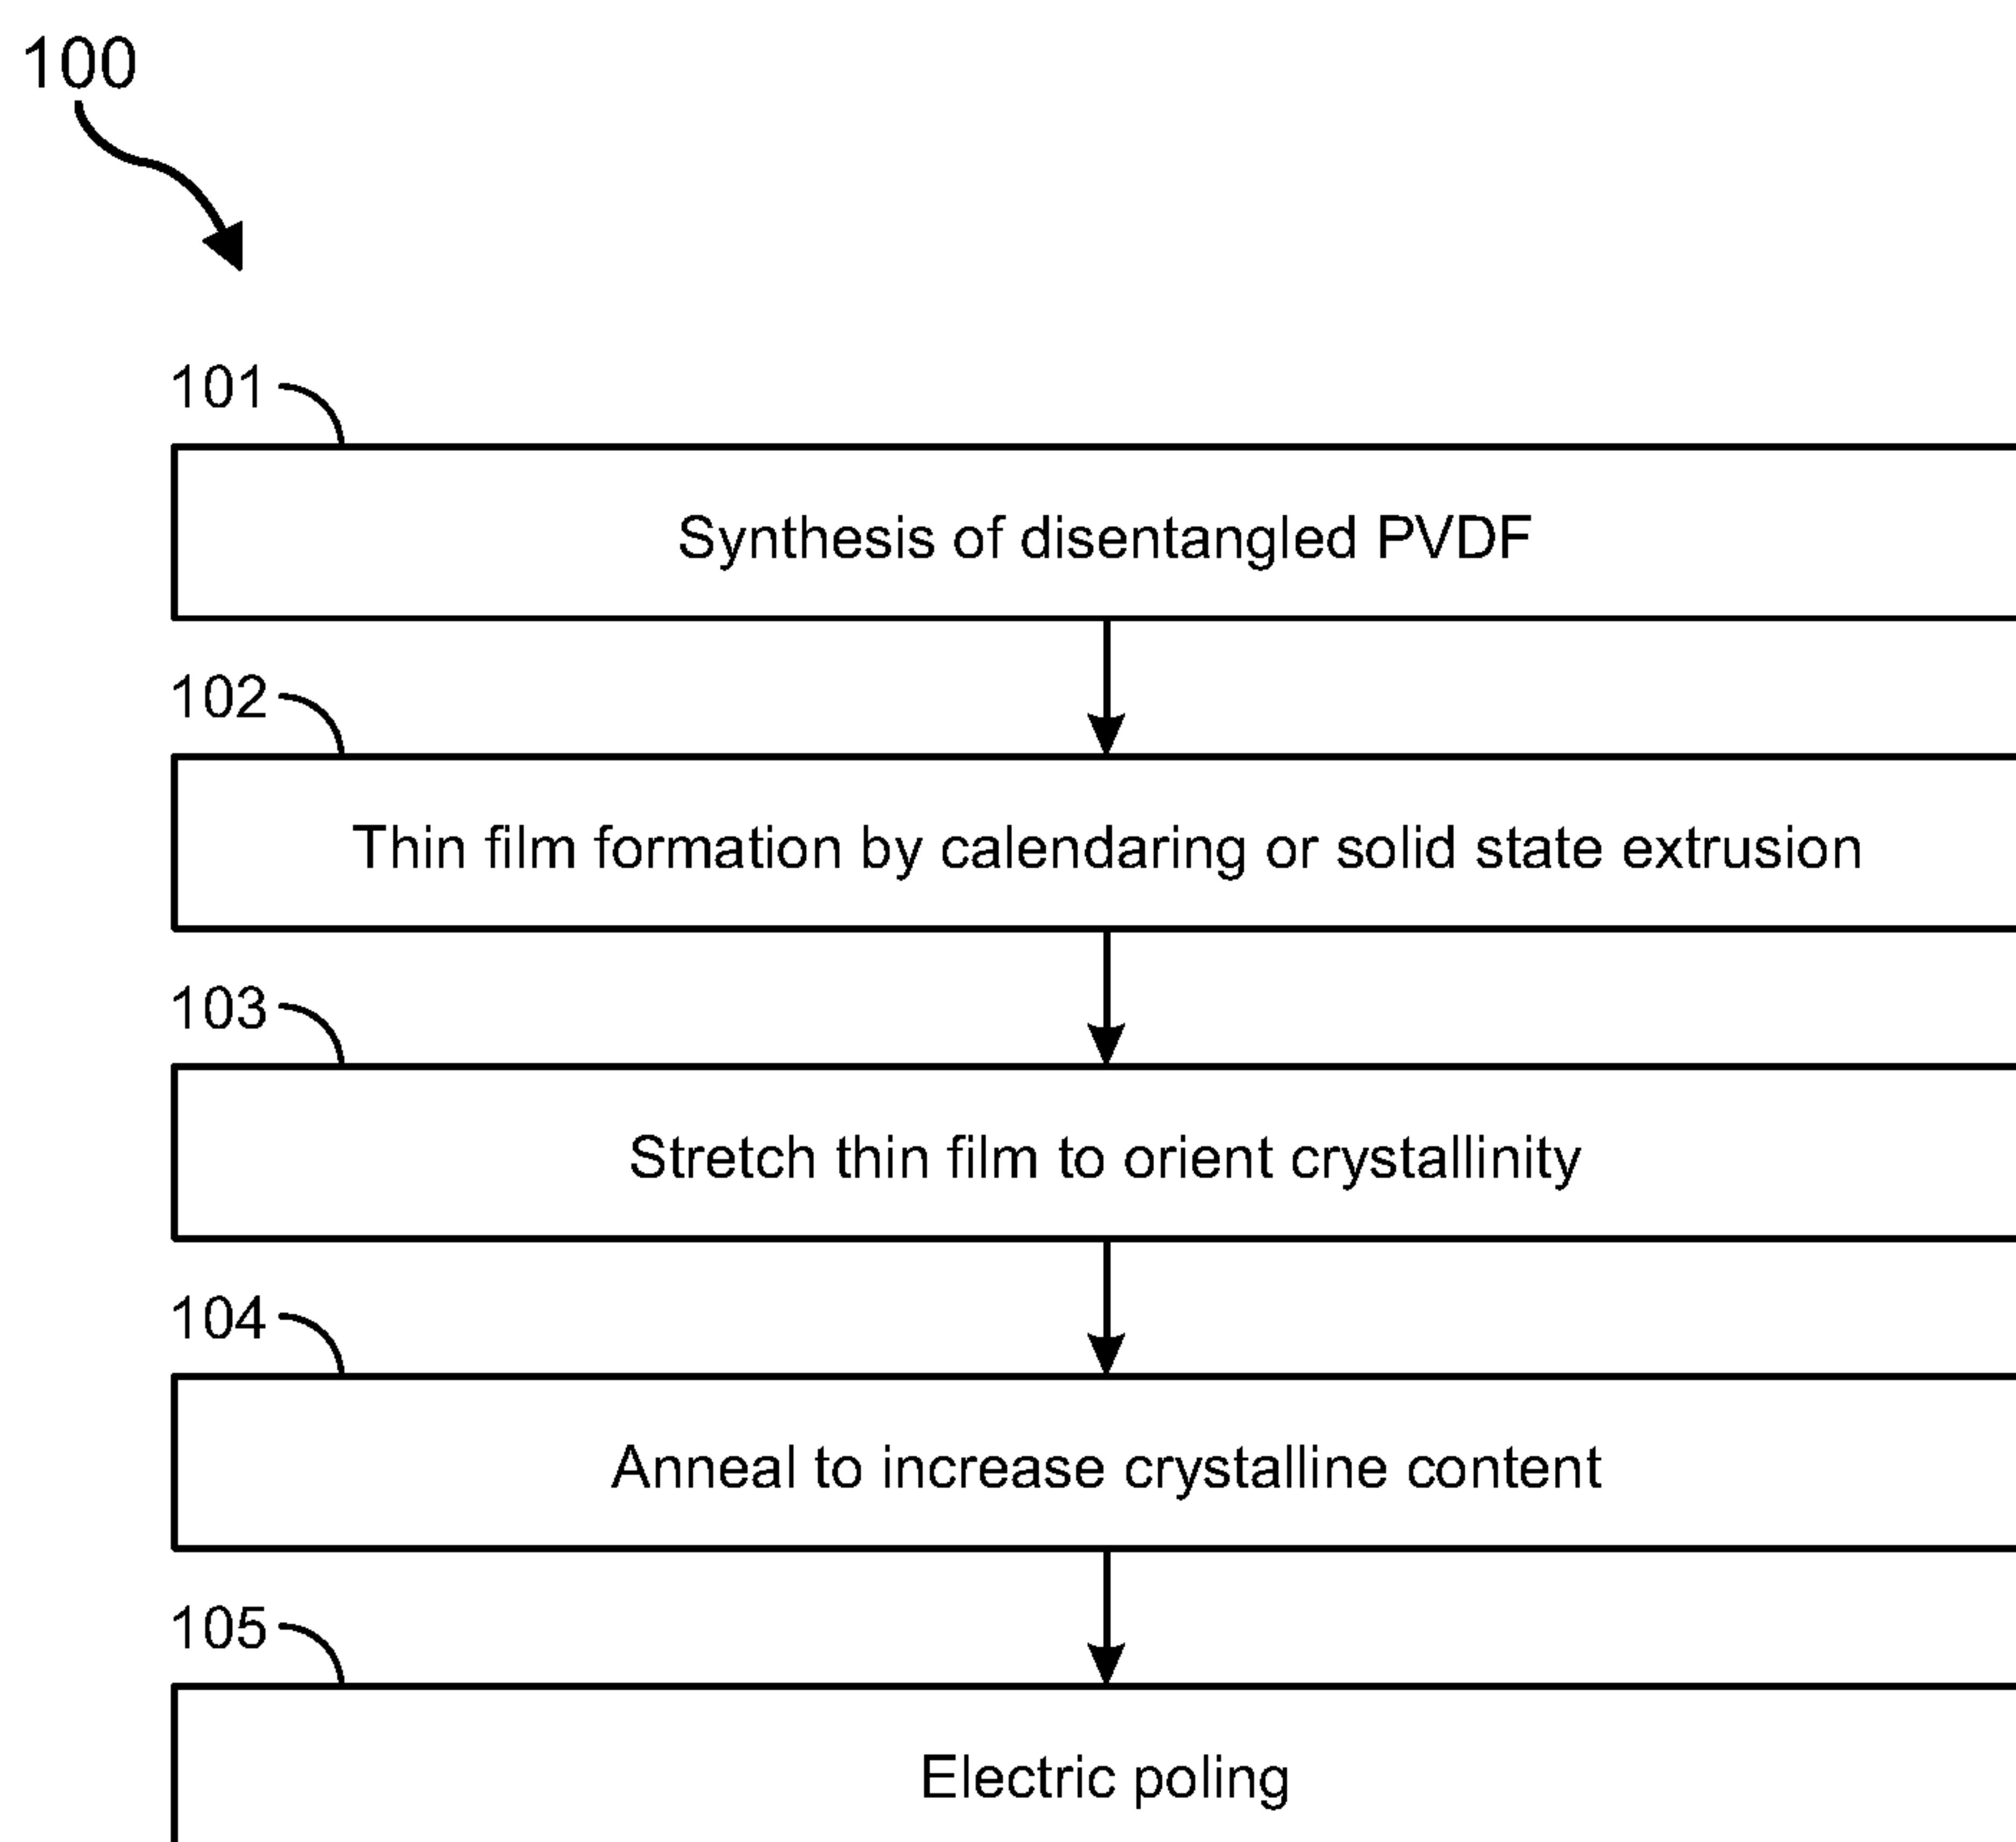 100
101
Synthesis of disentangled PVDF
102
Thin film formation by calendaring or solid state extrusion
103
Stretch thin film to orient crystallinity
104
Anneal to increase crystalline content
105
Electric poling